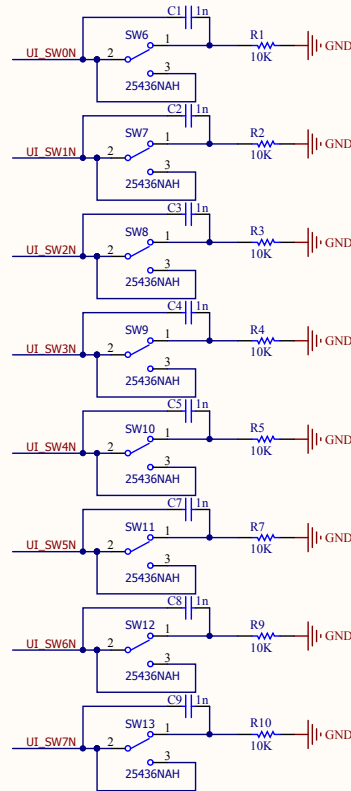 C1 1n
SW6
R1
UI_SW0N 2 1 GND
3 10K
25436NAH
C2 1n
SW7
R2
UI_SW1N 2 1 GND
3 10K
25436NAH
C3 1n
SW8
R3
UI_SW2N 2 1 GND
3 10K
25436NAH
C4 1n
SW9
R4
UI_SW3N 2 1 GND
3 10K
25436NAH
C5 1n
SW10
R5
UI_SW4N 2 1 GND
3 10K
25436NAH
C7 1n
SW11
R7
UI_SW5N 2 1 GND
3 10K
25436NAH
C8 1n
SW12
R9
UI_SW6N 2 1 GND
3 10K
25436NAH
C9 1n
SW13
R10
UI_SW7N 2 1 GND
3 10K
25436NAH